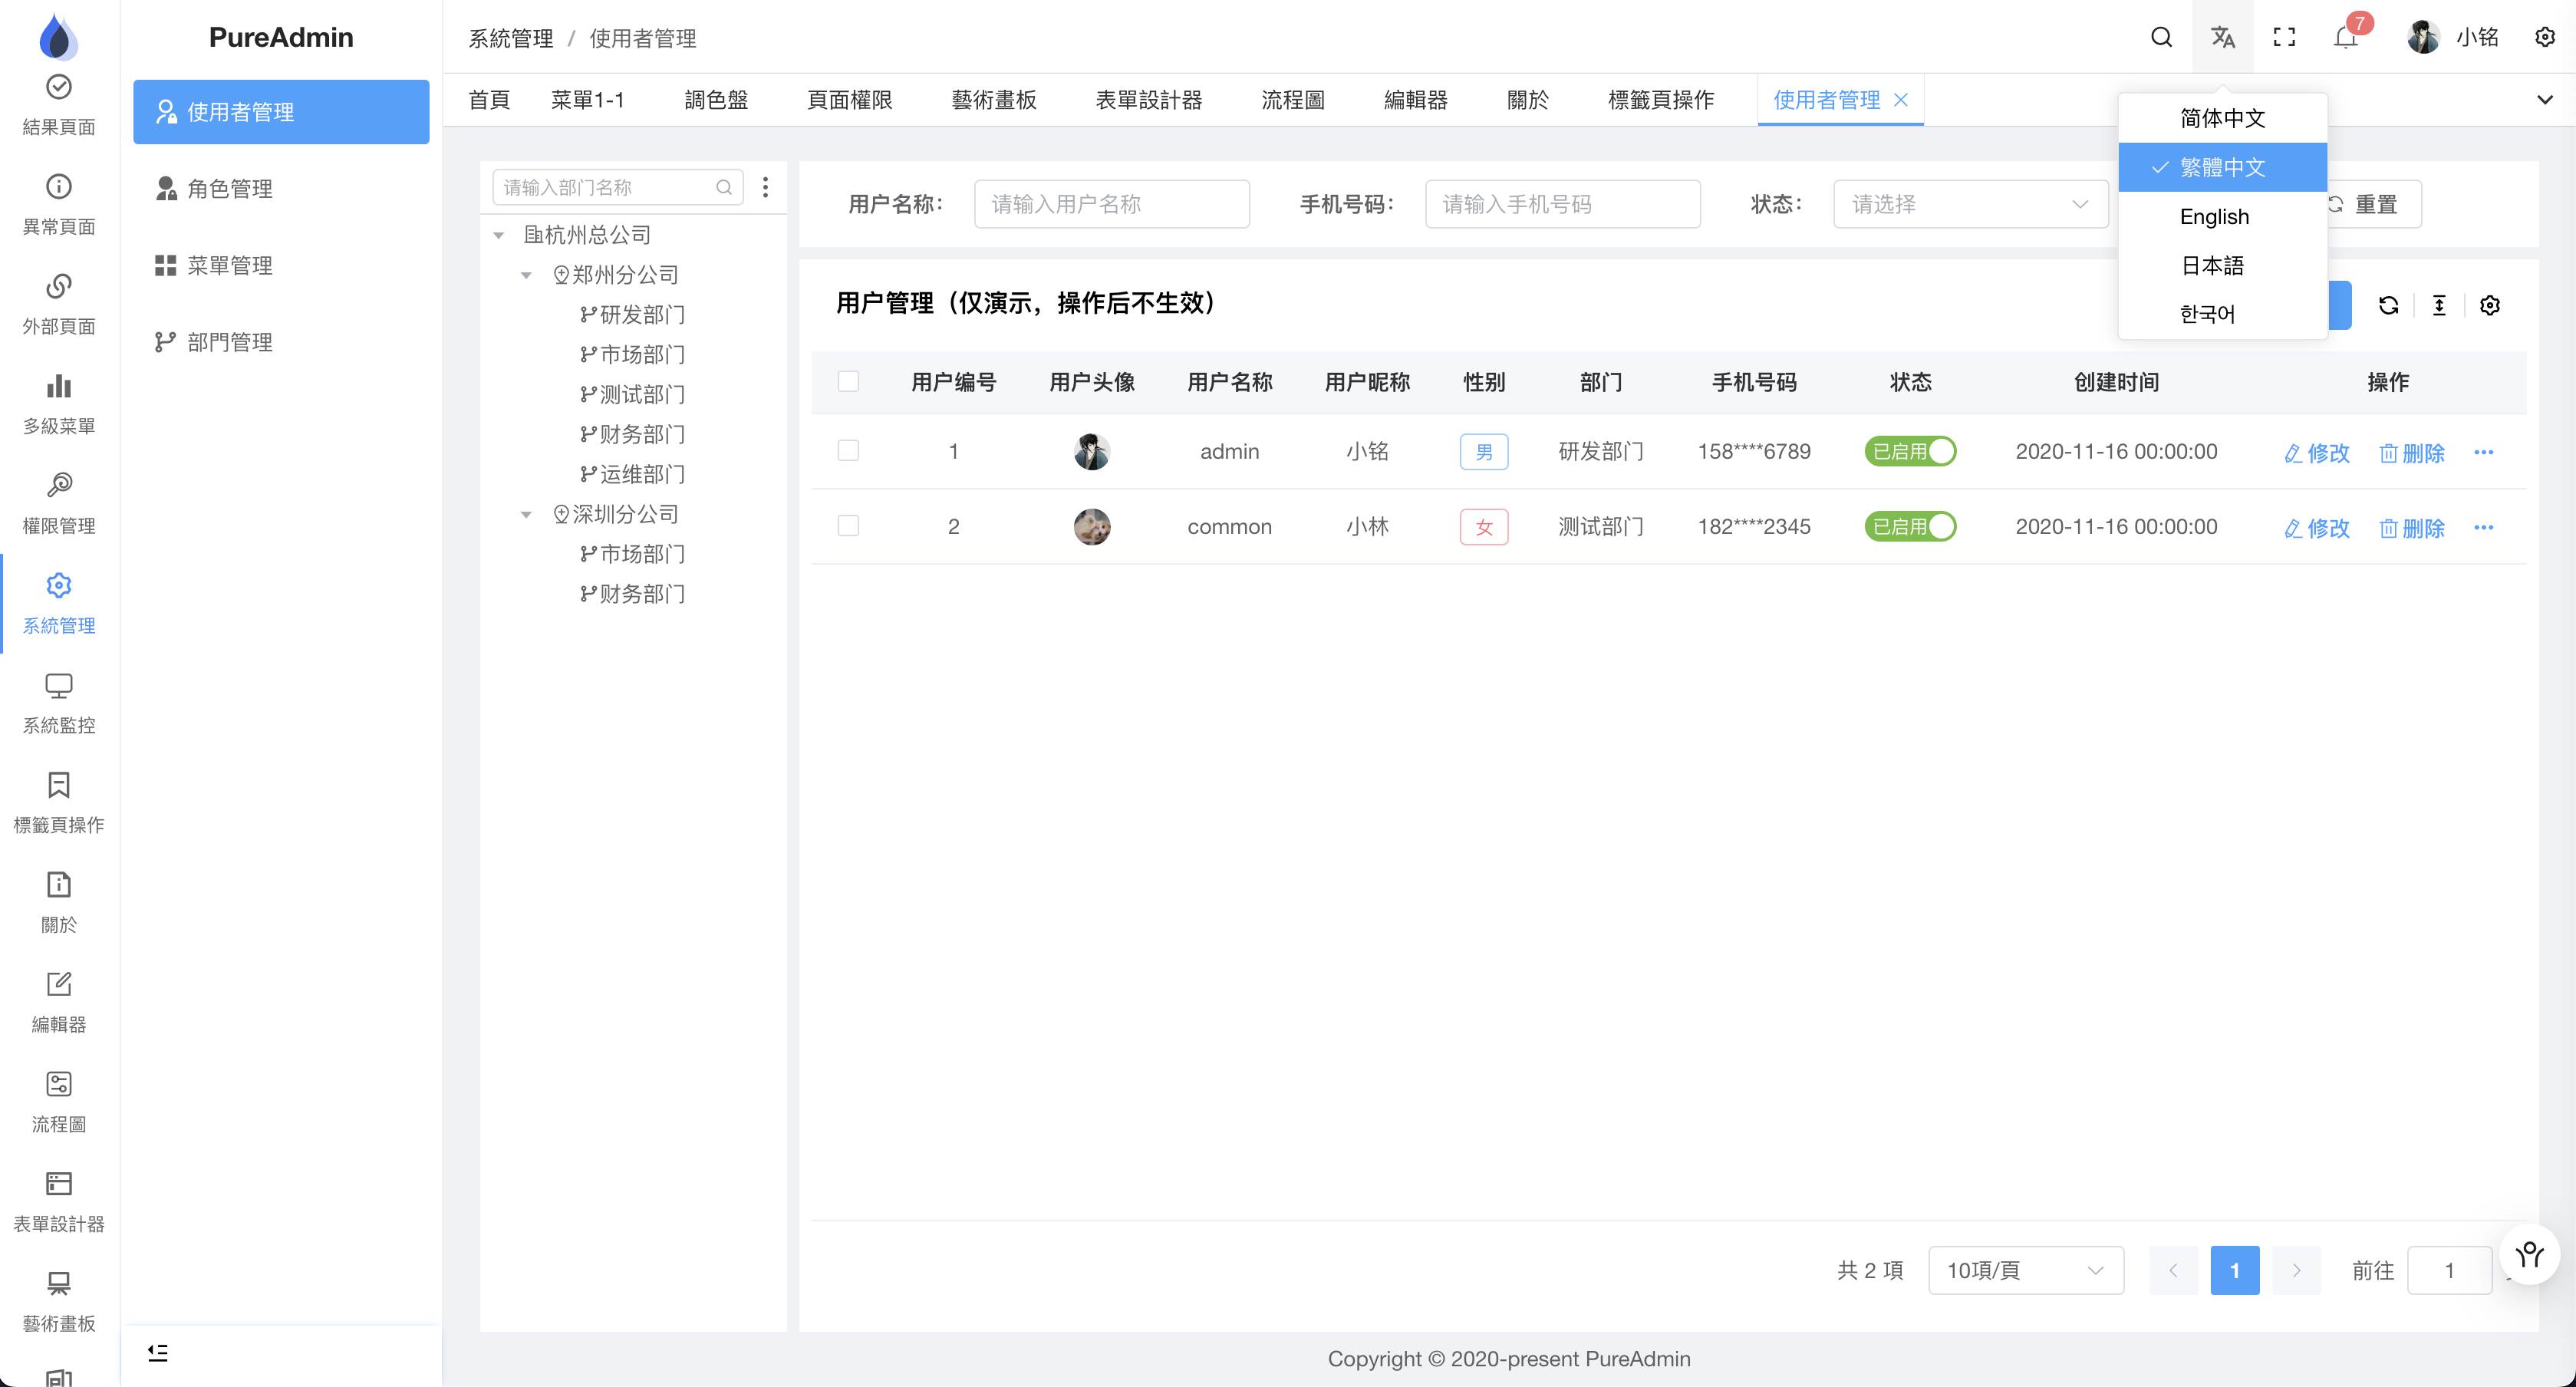 PureAdmin
結果頁面
異常頁面
外部頁面
多級菜單
權限管理
系統管理
系統監控
標籤頁操作
關於
編輯器
流程圖
表單設計器
藝術畫板
使用者管理
角色管理
菜單管理
部門管理
系統管理 / 使用者管理
7
小铭
首頁 菜單1-1 調色盤 頁面權限 藝術畫板 表單設計器 流程圖 編輯器 關於 標籤頁操作 使用者管理
简体中文
繁體中文
English
日本語
한국어
请输入部门名称
杭州总公司
郑州分公司
研发部门
市场部门
测试部门
财务部门
运维部门
深圳分公司
市场部门
财务部门
用户名称: 请输入用户名称 手机号码: 请输入手机号码 状态: 请选择 重置
用户管理（仅演示，操作后不生效）
用户编号 用户头像 用户名称 用户昵称 性别 部门 手机号码 状态 创建时间 操作
1 admin 小铭 男 研发部门 158****6789 已启用 2020-11-16 00:00:00 修改 删除
2 common 小林 女 测试部门 182****2345 已启用 2020-11-16 00:00:00 修改 删除
共 2 項 10項/頁 1 前往 1
Copyright © 2020-present PureAdmin